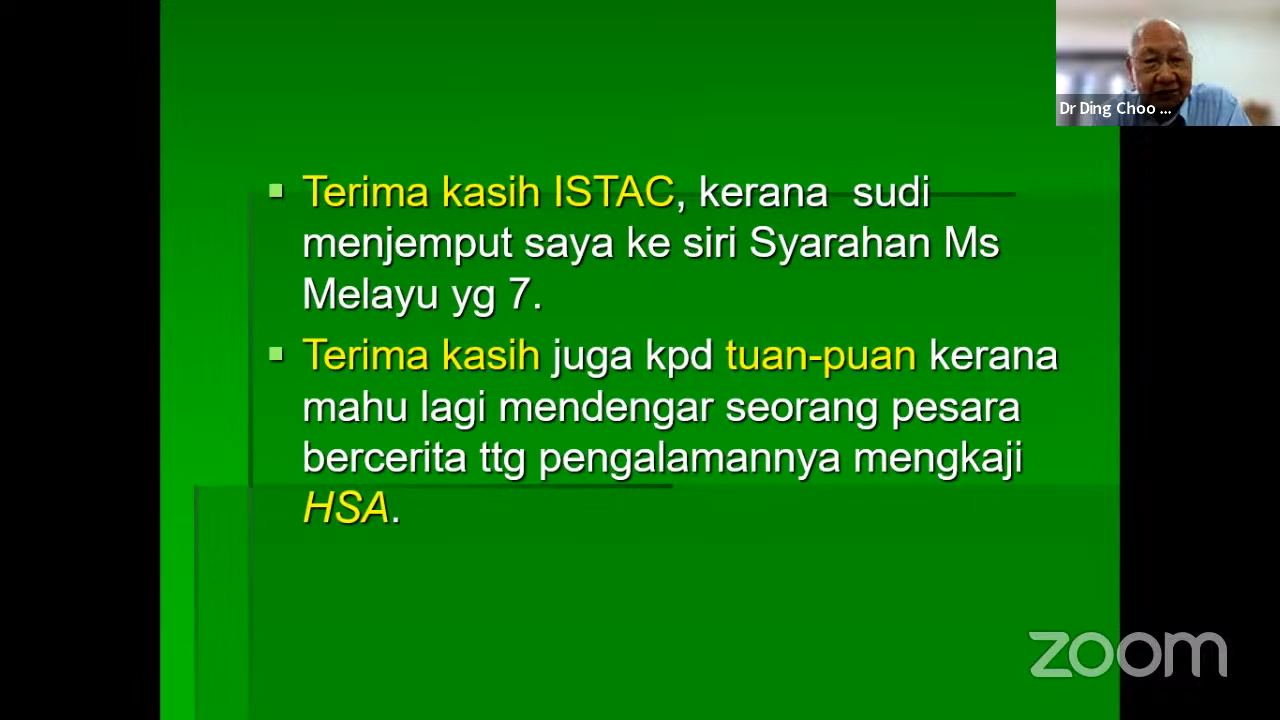 Dr Ding Choo ...
Terima kasih ISTAC, kerana sudi
menjemput saya ke siri Syarahan Ms
Melayu yg 7.
Terima kasih juga kpd tuan-puan kerana
mahu lagi mendengar seorang pesara
bercerita ttg pengalamannya mengkaji
HSA.
zoom